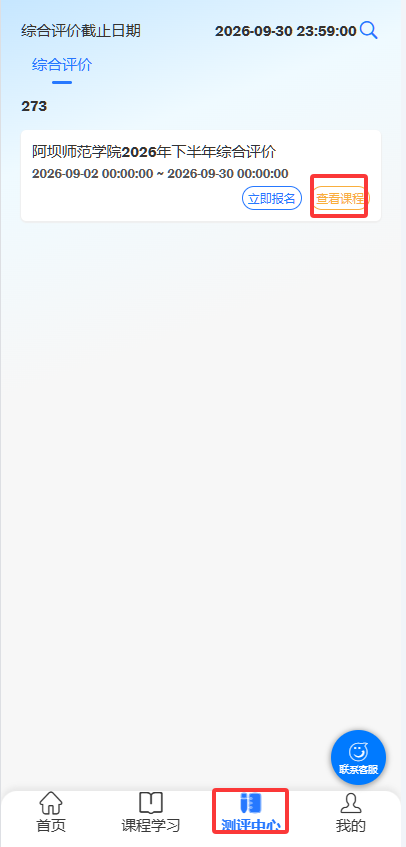 综合评价截止日期 2026-09-30 23:59:00
综合评价
273
阿坝师范学院2026年下半年综合评价
2026-09-02 00:00:00 ~ 2026-09-30 00:00:00
立即报名 查看课程
联系客服
首页 课程学习 测评中心 我的